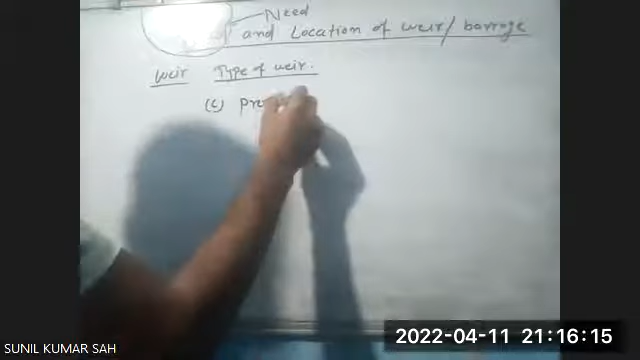 Need
and Location of weir/barrage
weir Type of weir.
(c) pre
SUNIL KUMAR SAH
2022-04-11 21:16:15